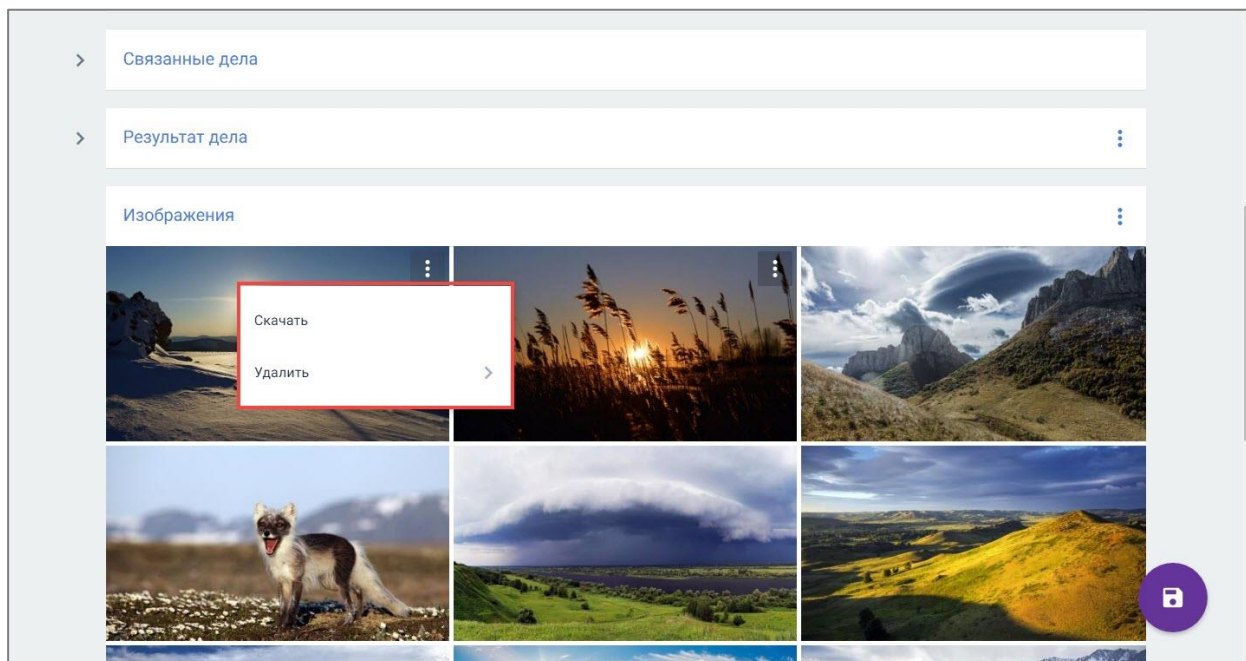 Связанные дела
Результат дела
Изображения
Скачать
Удалить